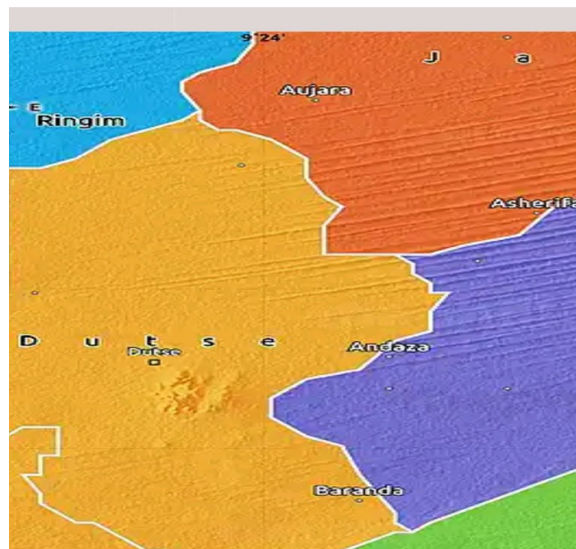 9°24'
J a
Aujara
E
Ringim
Asherifa
D u t s e
Dutse
Andaza
Baranda